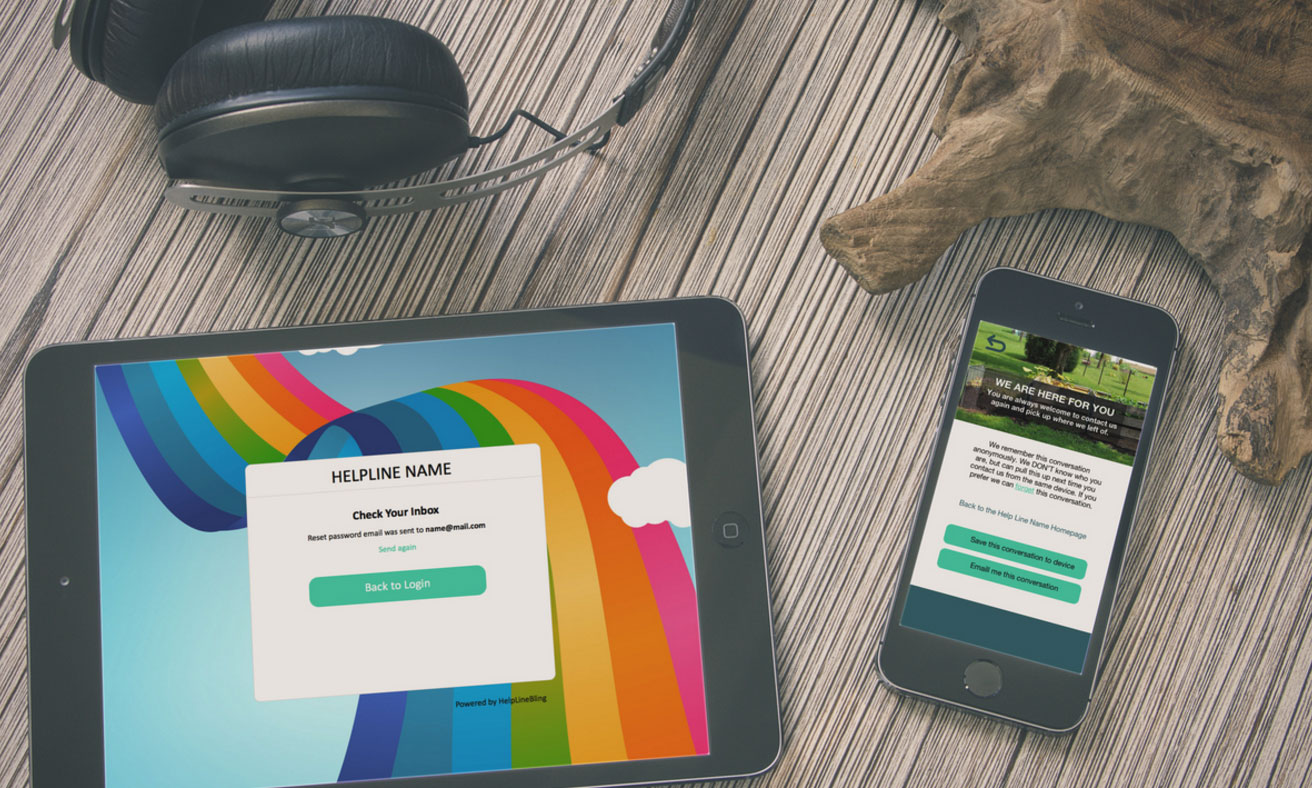 HELPLINE NAME
Check Your Inbox
Reset password email was sent to name@mail.com
Send again
Back to Login
Powered by HelpLineBling
WE ARE HERE FOR YOU
You are always welcome to contact us
again and pick up where we left of.
We remember this conversation
anonymously. We DON'T know who you
are, but can pull this up next time you
contact us from the same device. If you
prefer we can forget this conversation.
Back to the Help Line Name Homepage
Save this conversation to device
Emaill me this conversation